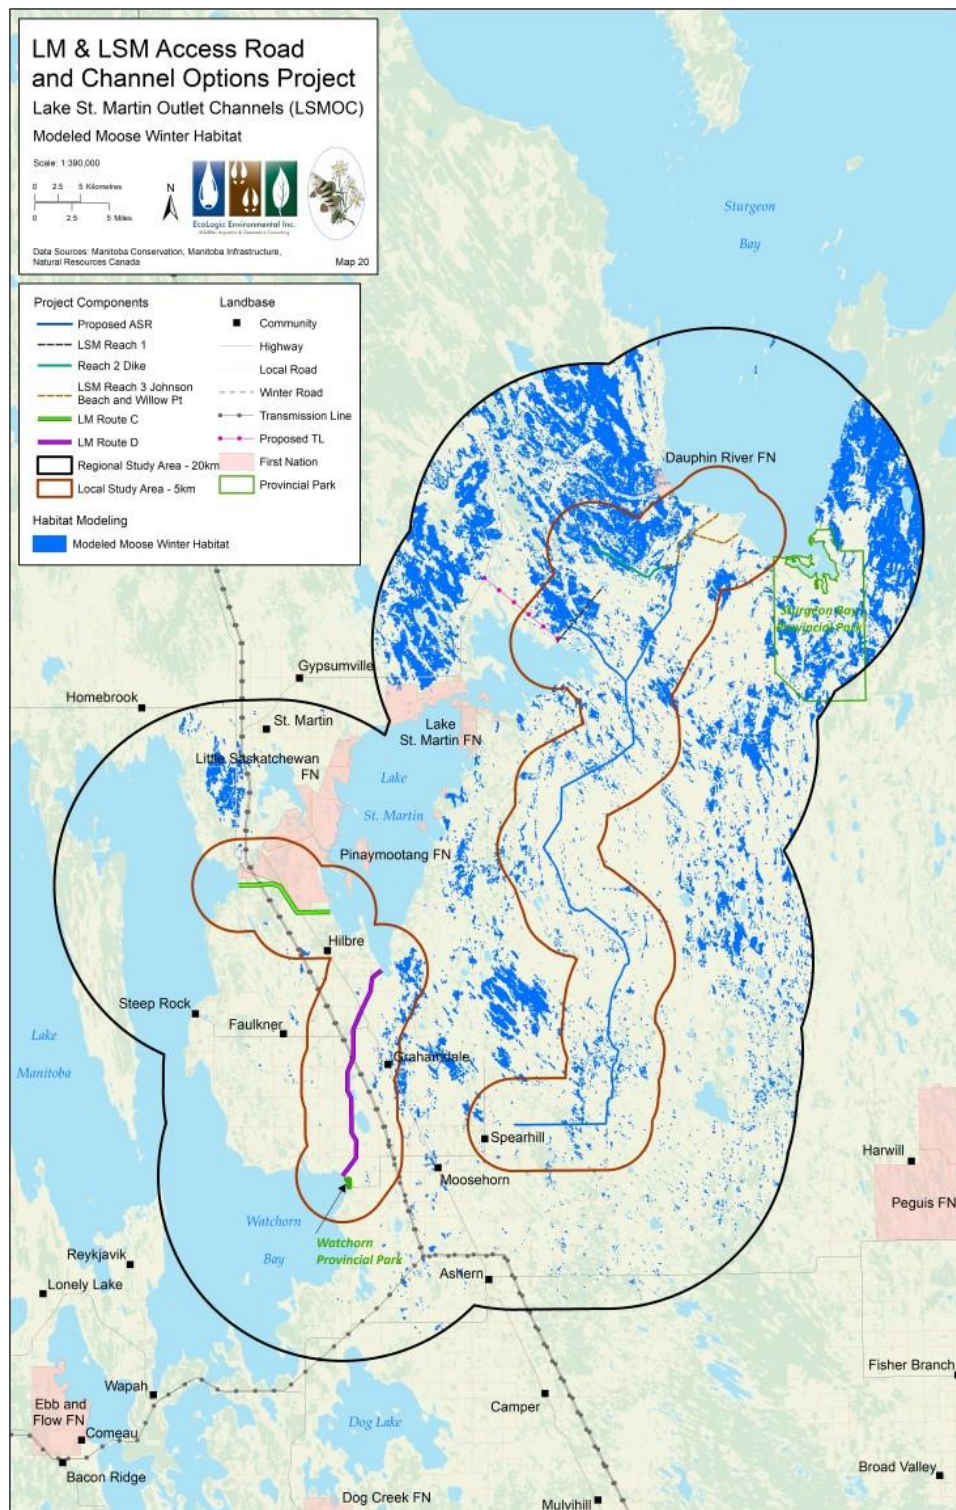 LM & LSM Access Road
and Channel Options Project
Lake St. Martin Outlet Channels (LSMOC)
Modeled Moose Winter Habitat
Scale: 1:390,000
0 2.5 5 Kilometres
0 2.5 5 Miles
N
EcoLogic Environmental Inc.
Data Sources: Manitoba Conservation, Manitoba Infrastructure,
Natural Resources Canada
Map 20
Project Components
Proposed ASR
LSM Reach 1
Reach 2 Dike
LSM Reach 3 Johnson
Beach and Willow Pt
LM Route C
LM Route D
Regional Study Area - 20km
Local Study Area - 5km
Habitat Modeling
Modeled Moose Winter Habitat
Landbase
Community
Highway
Local Road
Winter Road
Transmission Line
Proposed TL
First Nation
Provincial Park
Sturgeon
Bay
Dauphin River FN
Sturgeon Bay
Provincial Park
Gypsumville
Homebrook
St. Martin
Lake
St. Martin FN
Little Saskatchewan
FN
Lake
St. Martin
Pinaymootang FN
Hilbre
Steep Rock
Faulkner
Lake
Manitoba
Grahamdale
Spearhill
Moosehorn
Harwill
Peguis FN
Watchorn
Bay
Watchorn
Provincial Park
Reykjavik
Lonely Lake
Ashern
Fisher Branch
Wapah
Ebb and
Flow FN
Comeau
Bacon Ridge
Camper
Dog Lake
Broad Valley
Dog Creek FN
Mulvihill